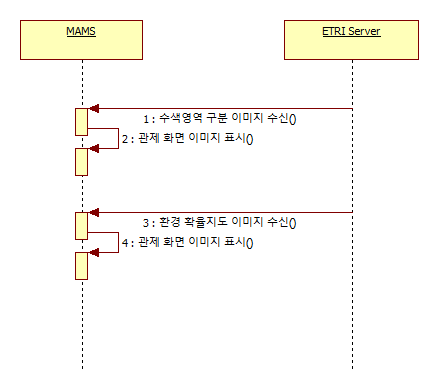 MAMS
ETRI Server
1 : 수색영역 구분 이미지 수신()
2 : 관제 화면 이미지 표시()
3 : 환경 확률지도 이미지 수신()
4 : 관제 화면 이미지 표시()